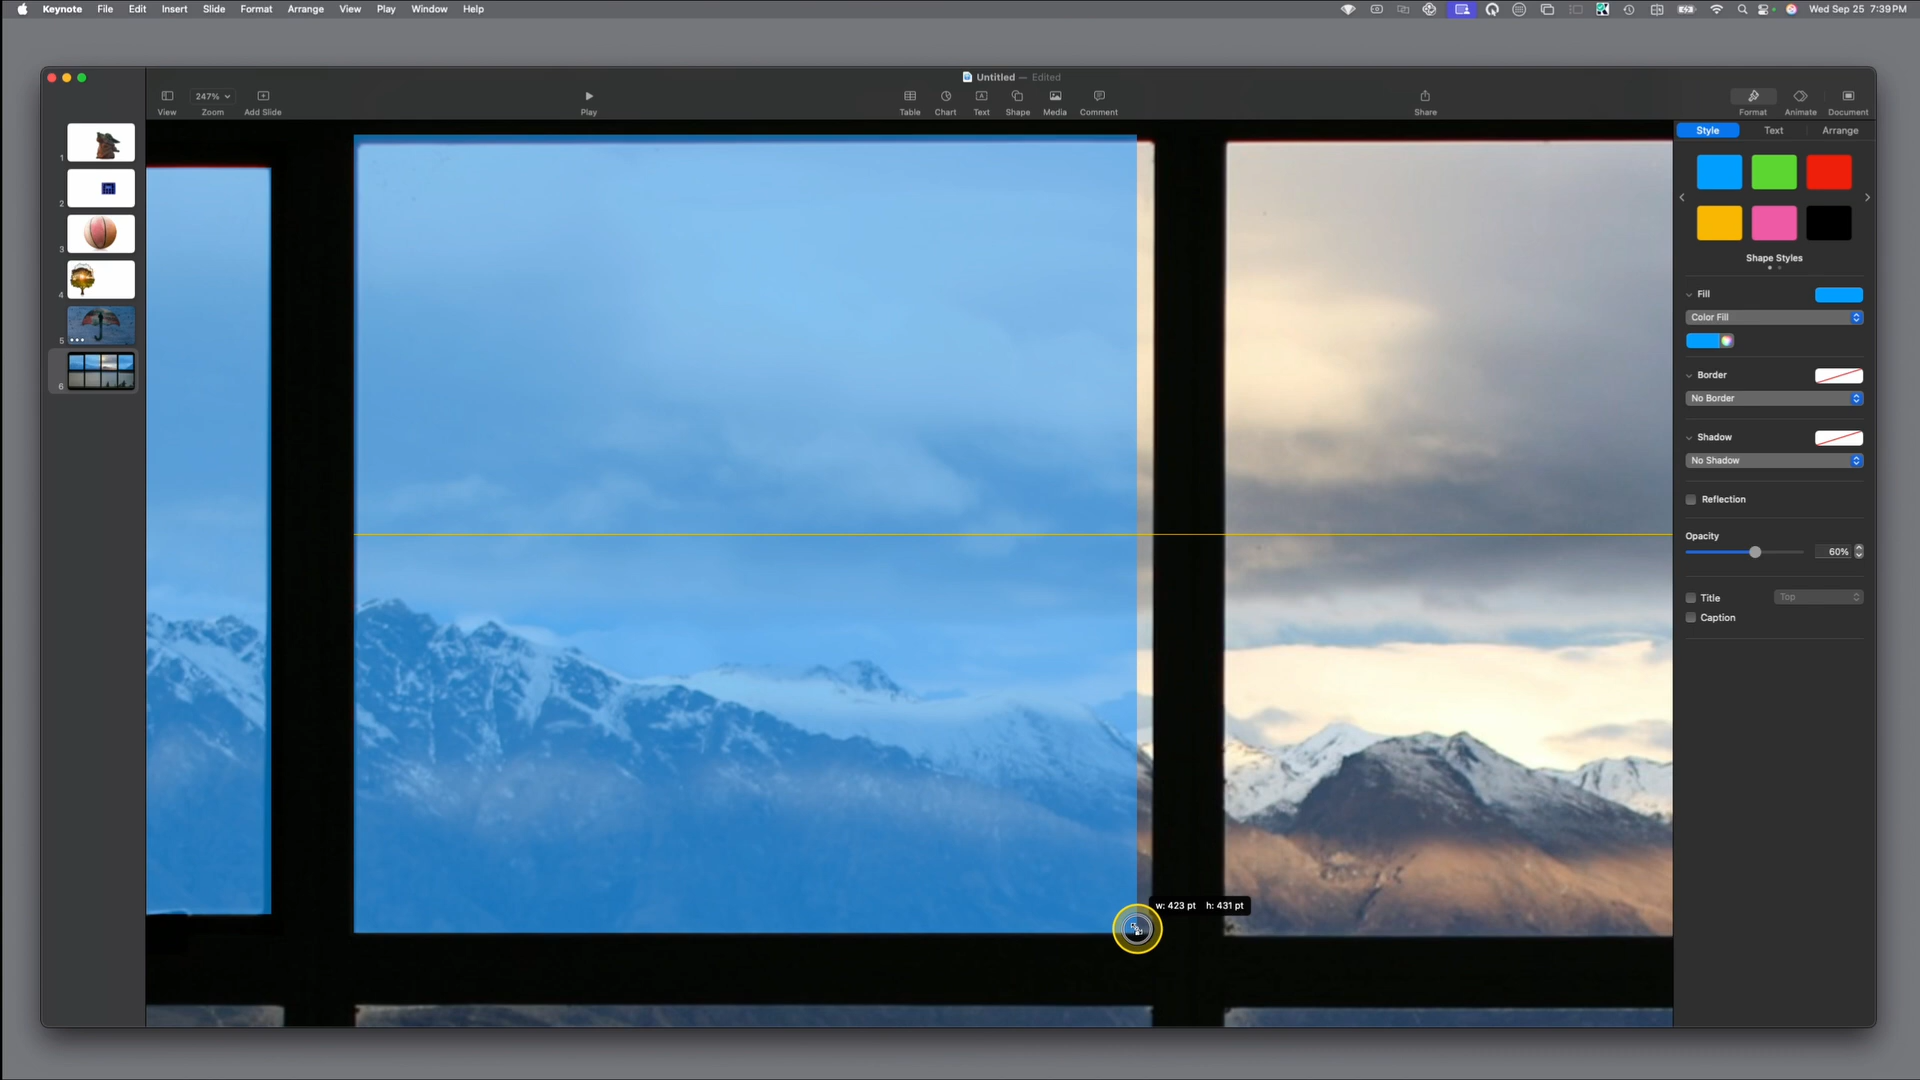 Keynote File Edit Insert Slide Format Arrange View Play Window Help
Wed Sep 25 7:39 PM
Untitled — Edited
247%
View Zoom Add Slide Play Table Chart Text Shape Media Comment Share Format Animate Document
Style Text Arrange
1
2
3
4
5
6
Shape Styles
Fill
Color Fill
Border
No Border
Shadow
No Shadow
Reflection
Opacity
60%
Title Top
Caption
w: 423 pt h: 431 pt